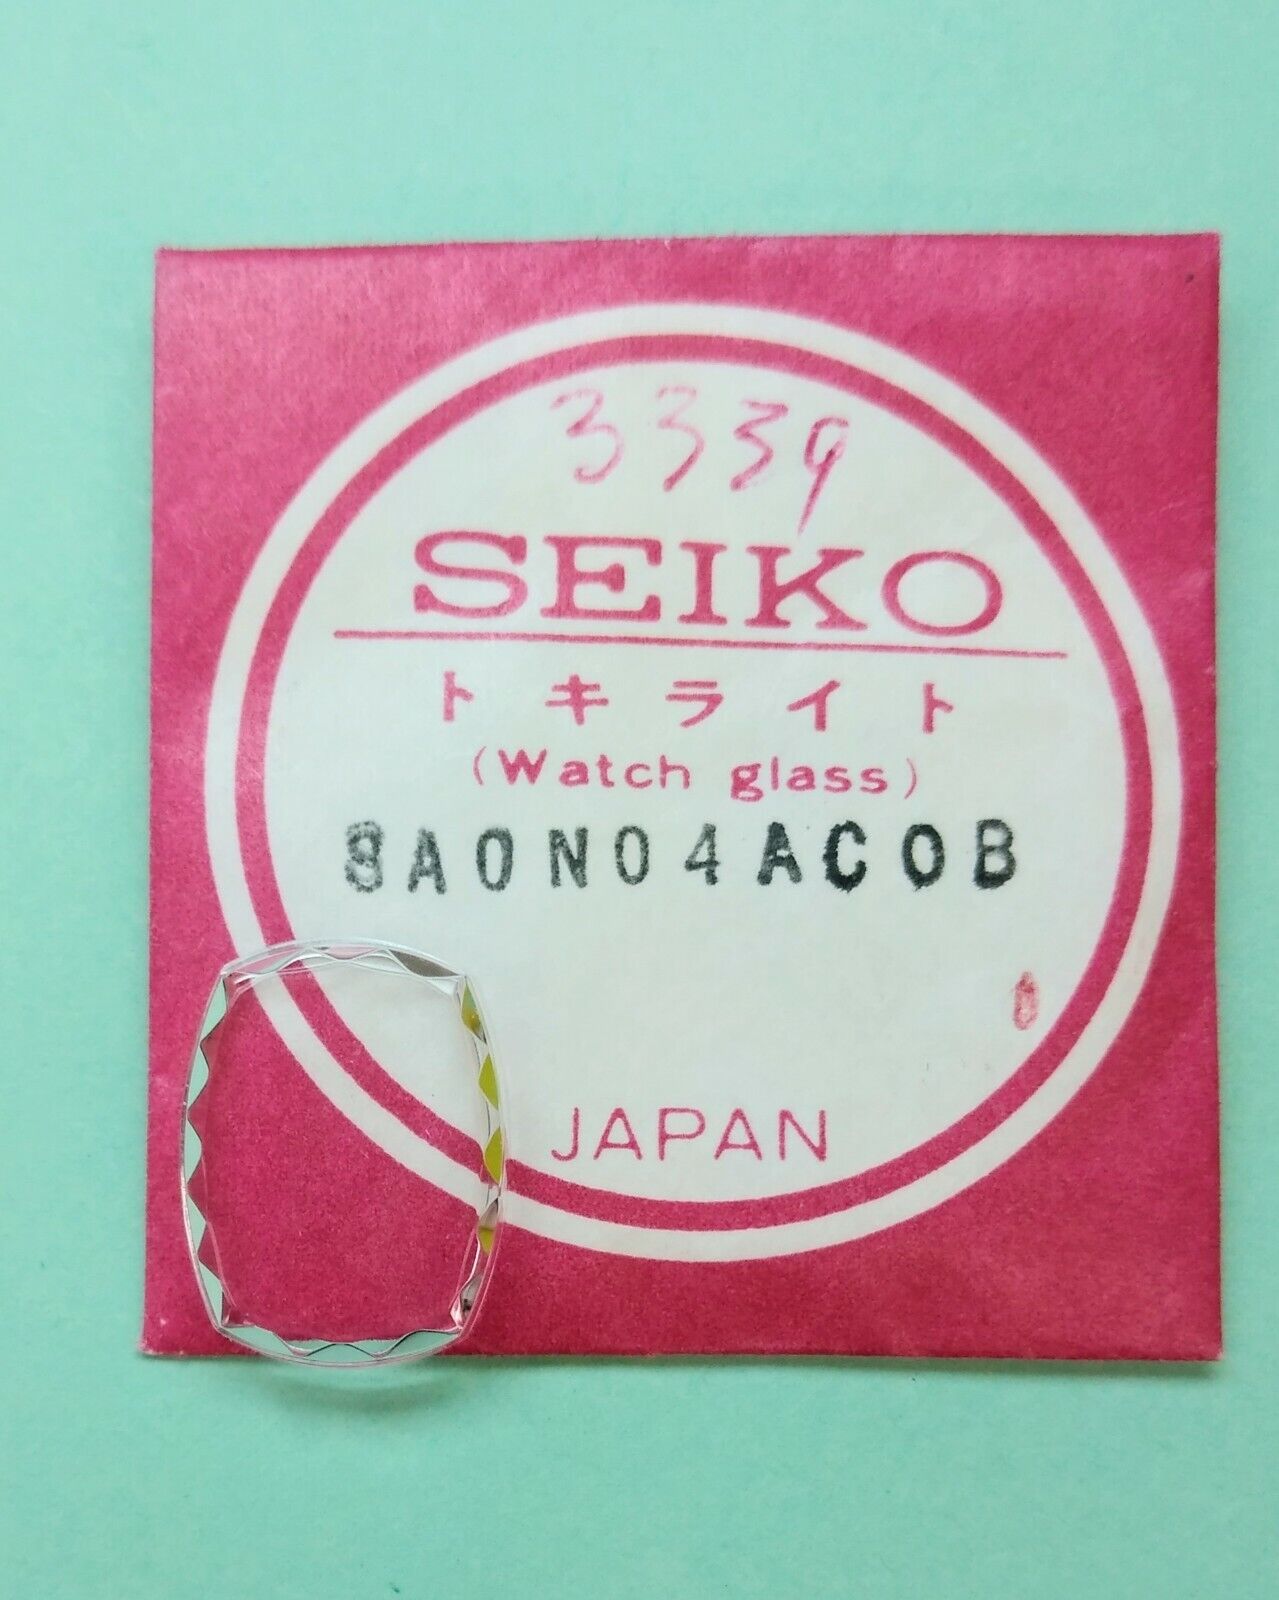 3339
SEIKO
トキライト
(Watch glass)
8A0N04AC0B
JAPAN